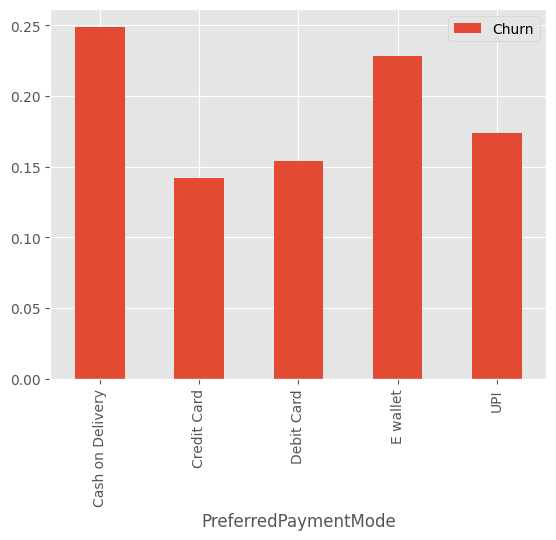 Churn
0.25
0.20
0.15
0.10
0.05
0.00
Cash on Delivery
Credit Card
Debit Card
E wallet
UPI
PreferredPaymentMode